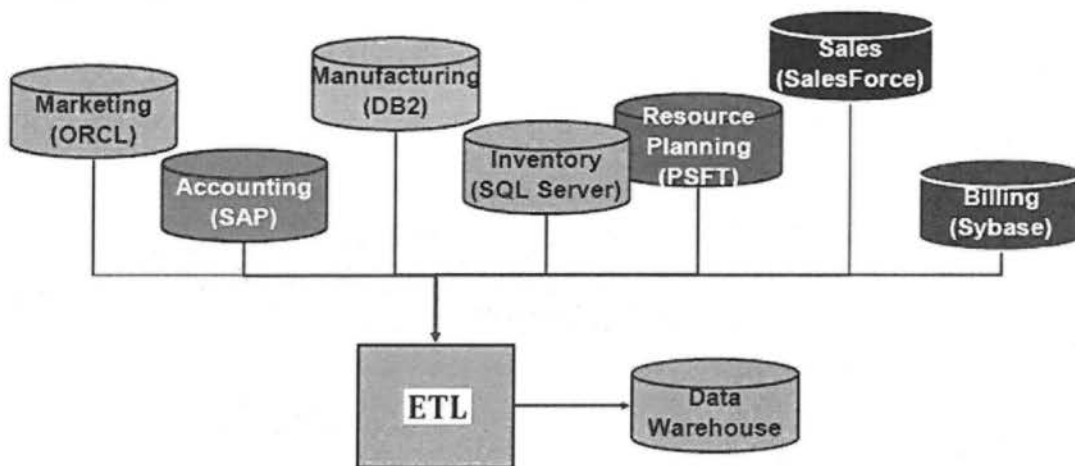 Marketing
(ORCL)
Accounting
(SAP)
Manufacturing
(DB2)
Inventory
(SQL Server)
Resource
Planning
(PSFT)
Sales
(SalesForce)
Billing
(Sybase)
ETL
Data
Warehouse